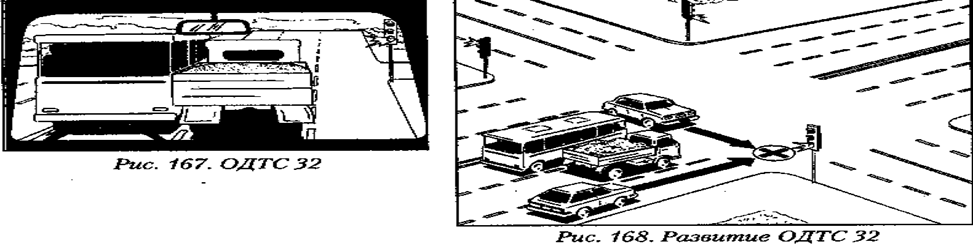 Рис. 167. ОДТС 32
Рис. 168. Развитие ОДТС 32